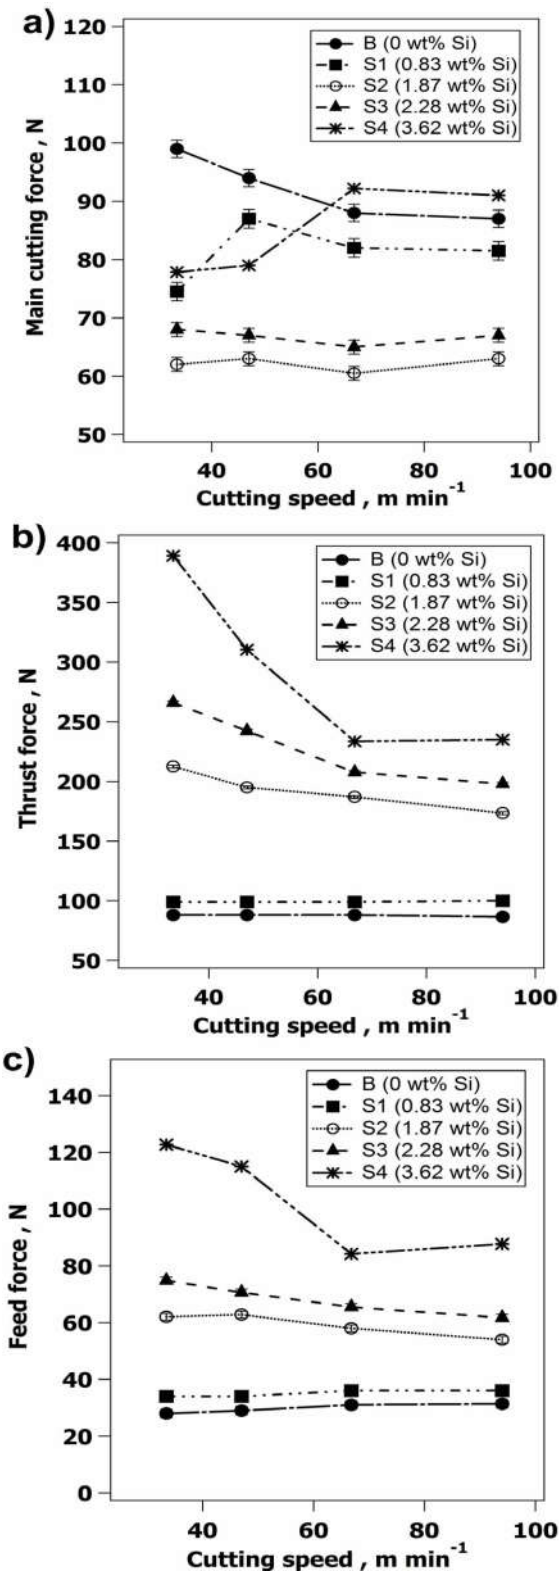 a)
120
110
100
90
80
70
60
50
Main cutting force , N
B (0 wt% Si)
S1 (0.83 wt% Si)
S2 (1.87 wt% Si)
S3 (2.28 wt% Si)
S4 (3.62 wt% Si)
40 60 80 100
Cutting speed , m min⁻¹
b)
400
350
300
250
200
150
100
50
Thrust force , N
B (0 wt% Si)
S1 (0.83 wt% Si)
S2 (1.87 wt% Si)
S3 (2.28 wt% Si)
S4 (3.62 wt% Si)
40 60 80 100
Cutting speed , m min⁻¹
c)
140
120
100
80
60
40
20
0
Feed force , N
B (0 wt% Si)
S1 (0.83 wt% Si)
S2 (1.87 wt% Si)
S3 (2.28 wt% Si)
S4 (3.62 wt% Si)
40 60 80 100
Cutting speed , m min⁻¹